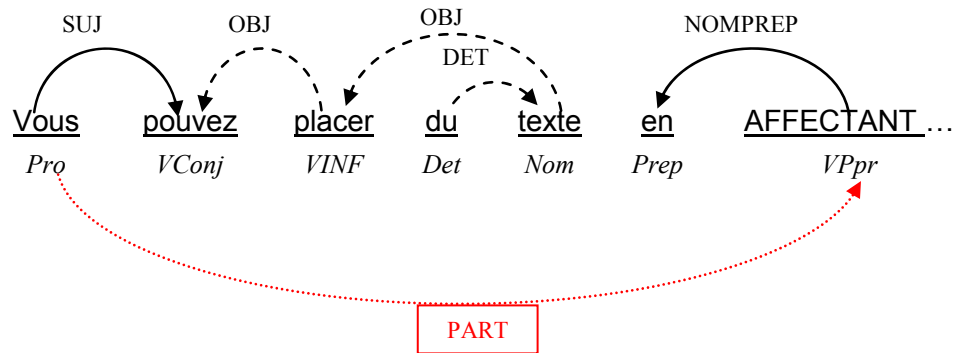 SUJ OBJ OBJ NOMPREP
DET
Vous pouvez placer du texte en AFFECTANT …
Pro VConj VINF Det Nom Prep VPpr
PART